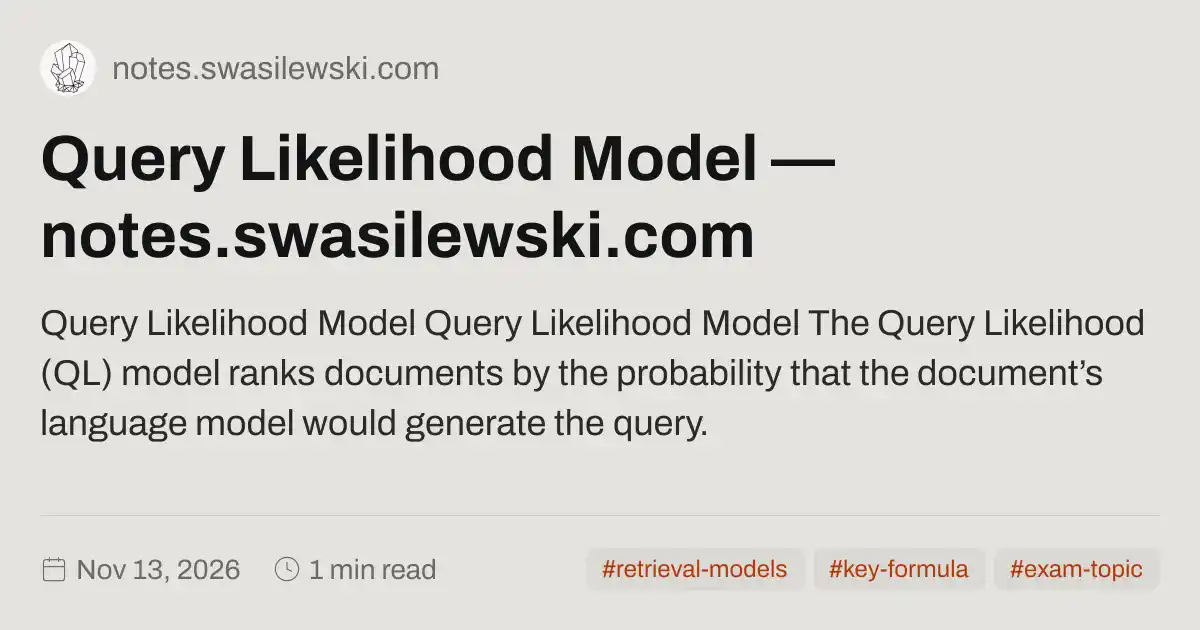 notes.swasilewski.com
Query Likelihood Model —
notes.swasilewski.com
Query Likelihood Model Query Likelihood Model The Query Likelihood
(QL) model ranks documents by the probability that the document’s
language model would generate the query.
Nov 13, 2026 1 min read #retrieval-models #key-formula #exam-topic